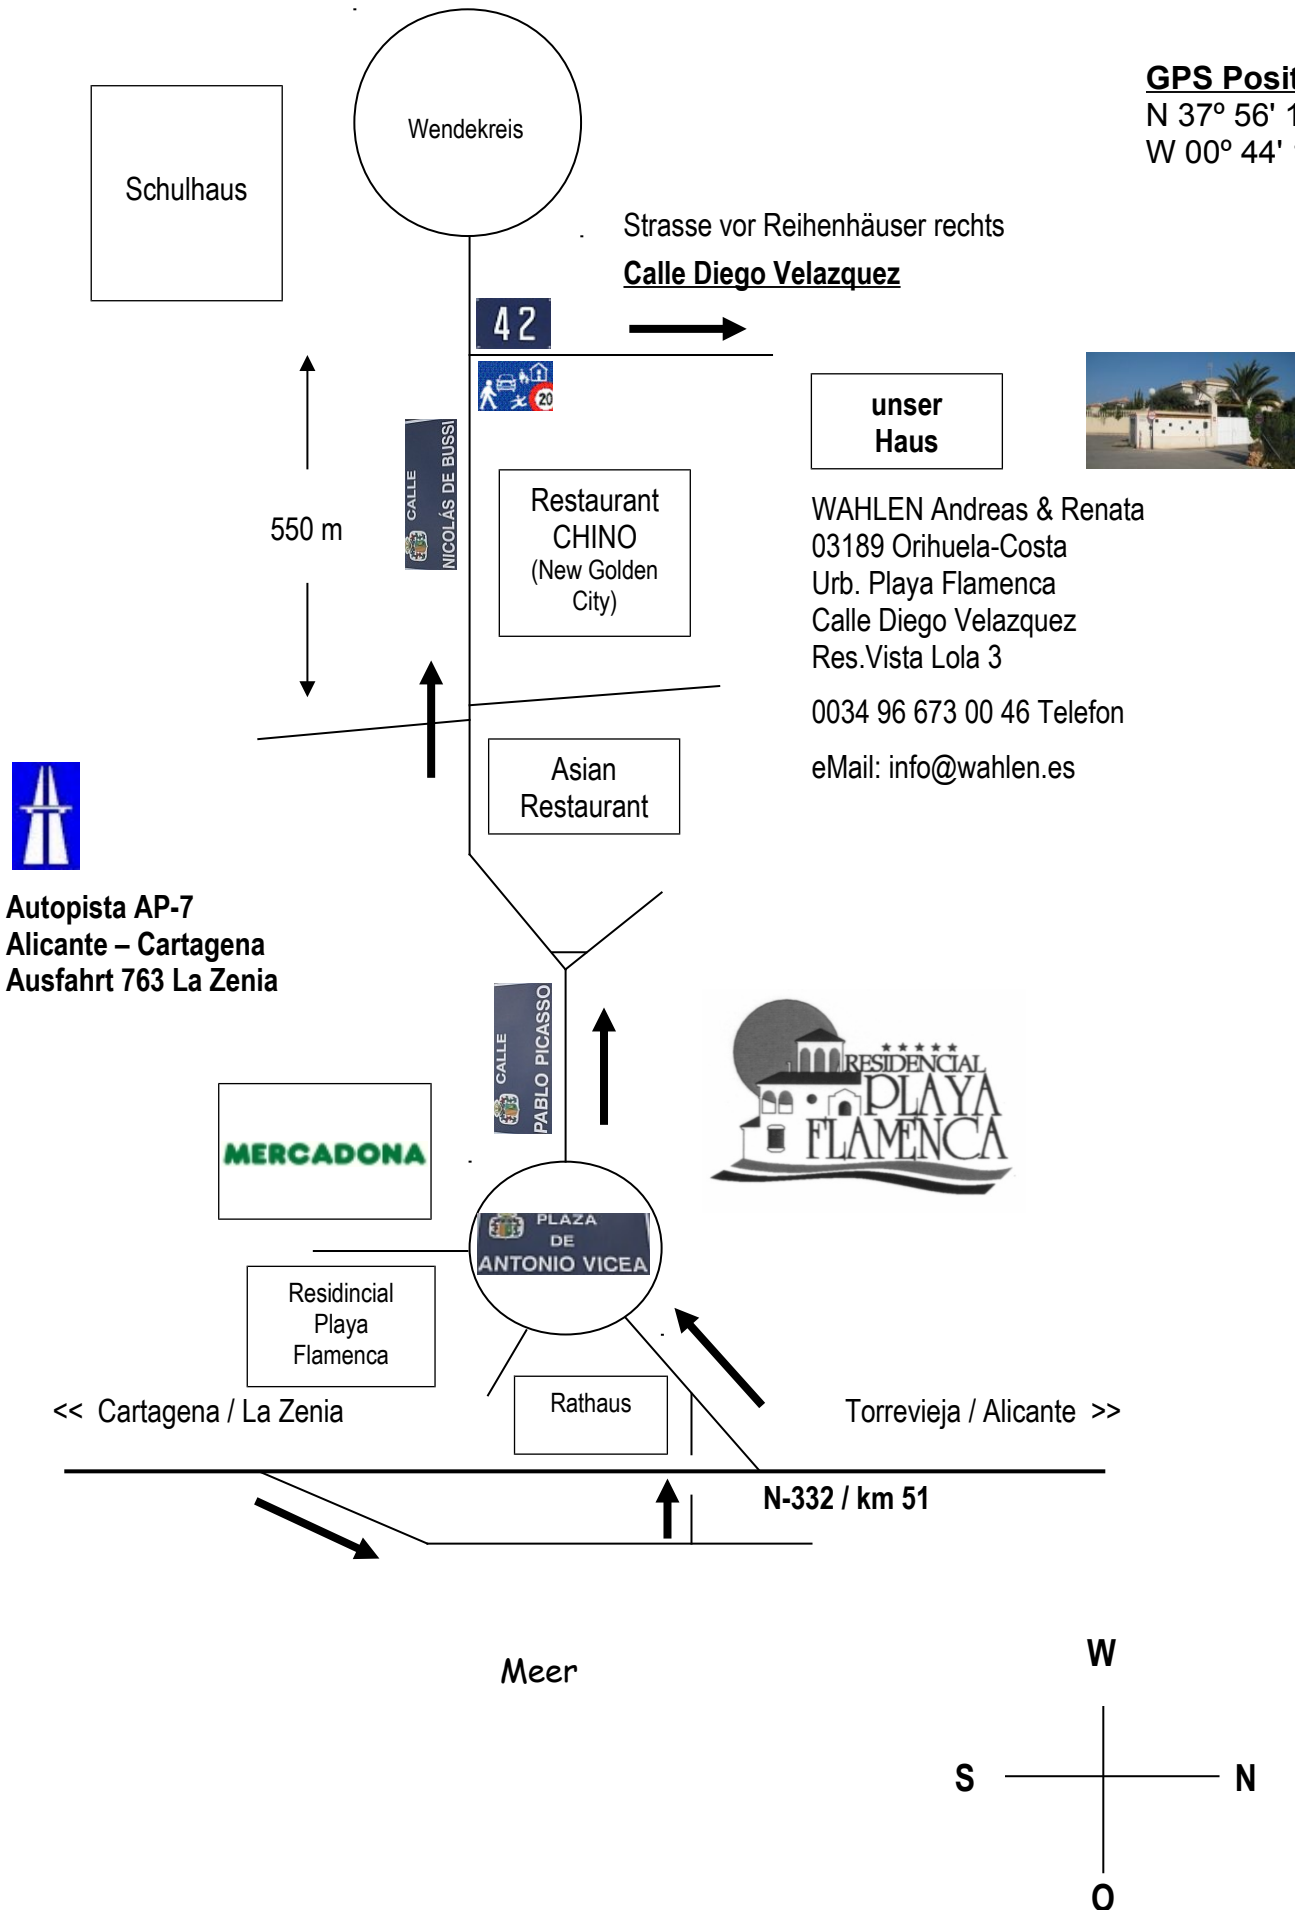 GPS Posit
N 37º 56' 1
W 00º 44'
Wendekreis
Schulhaus
Strasse vor Reihenhäuser rechts
Calle Diego Velazquez
42
20
unser
Haus
CALLE
NICOLÁS DE BUSSI
550 m
Restaurant
CHINO
(New Golden
City)
WAHLEN Andreas & Renata
03189 Orihuela-Costa
Urb. Playa Flamenca
Calle Diego Velazquez
Res.Vista Lola 3
0034 96 673 00 46 Telefon
eMail: info@wahlen.es
Asian
Restaurant
Autopista AP-7
Alicante – Cartagena
Ausfahrt 763 La Zenia
CALLE
PABLO PICASSO
RESIDENCIAL
PLAYA
FLAMENCA
MERCADONA
PLAZA
DE
ANTONIO VICEA
Residincial
Playa
Flamenca
Rathaus
<< Cartagena / La Zenia
Torrevieja / Alicante >>
N-332 / km 51
Meer
W
S
N
O